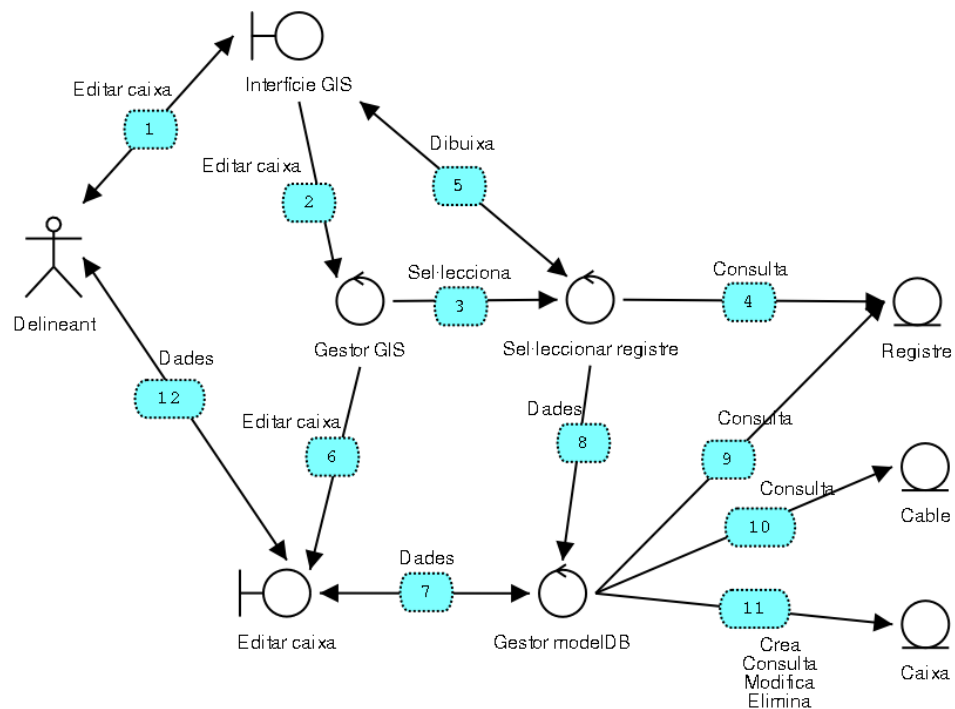 Interfície GIS
Editar caixa
1
Dibuixa
5
Editar caixa
2
Delineant
Sel·lecciona
3
Consulta
4
Gestor GIS
Sel·leccionar registre
Registre
Dades
12
Editar caixa
6
Dades
8
Consulta
9
Consulta
10
Cable
Dades
7
11
Editar caixa
Gestor modelDB
Crea
Consulta
Modifica
Elimina
Caixa